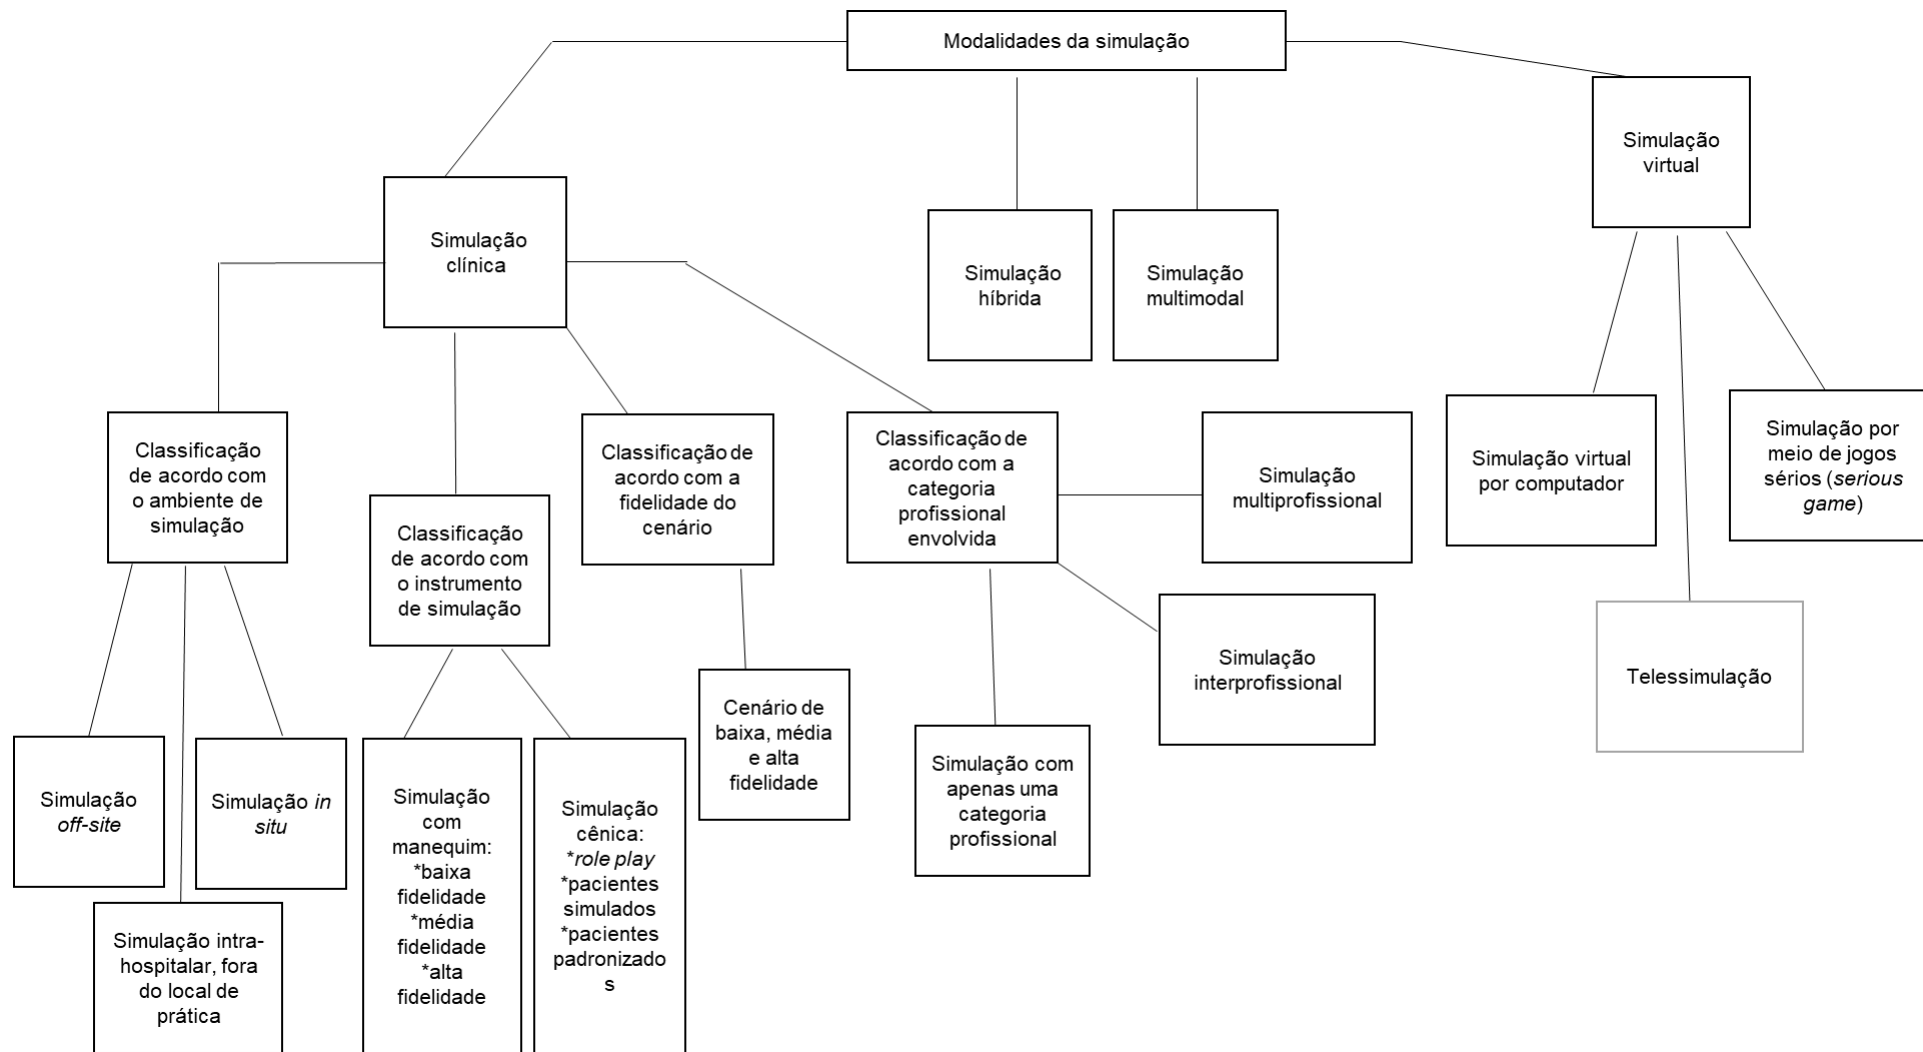 Modalidades da simulação
Simulação
virtual
Simulação
clínica
Simulação
híbrida
Simulação
multimodal
Classificação
de acordo com
o ambiente de
simulação
Classificação
de acordo com
o instrumento
de simulação
Classificação de
acordo com a
fidelidade do
cenário
Classificação de
acordo com a
categoria
profissional
envolvida
Simulação
multiprofissional
Simulação virtual
por computador
Simulação por
meio de jogos
sérios (serious
game)
Simulação
interprofissional
Telessimulação
Cenário de
baixa, média
e alta
fidelidade
Simulação com
apenas uma
categoria
profissional
Simulação
off-site
Simulação in
situ
Simulação
com
manequim:
*baixa
fidelidade
*média
fidelidade
*alta
fidelidade
Simulação
cênica:
*role play
*pacientes
simulados
*pacientes
padronizado
s
Simulação intra-
hospitalar, fora
do local de
prática